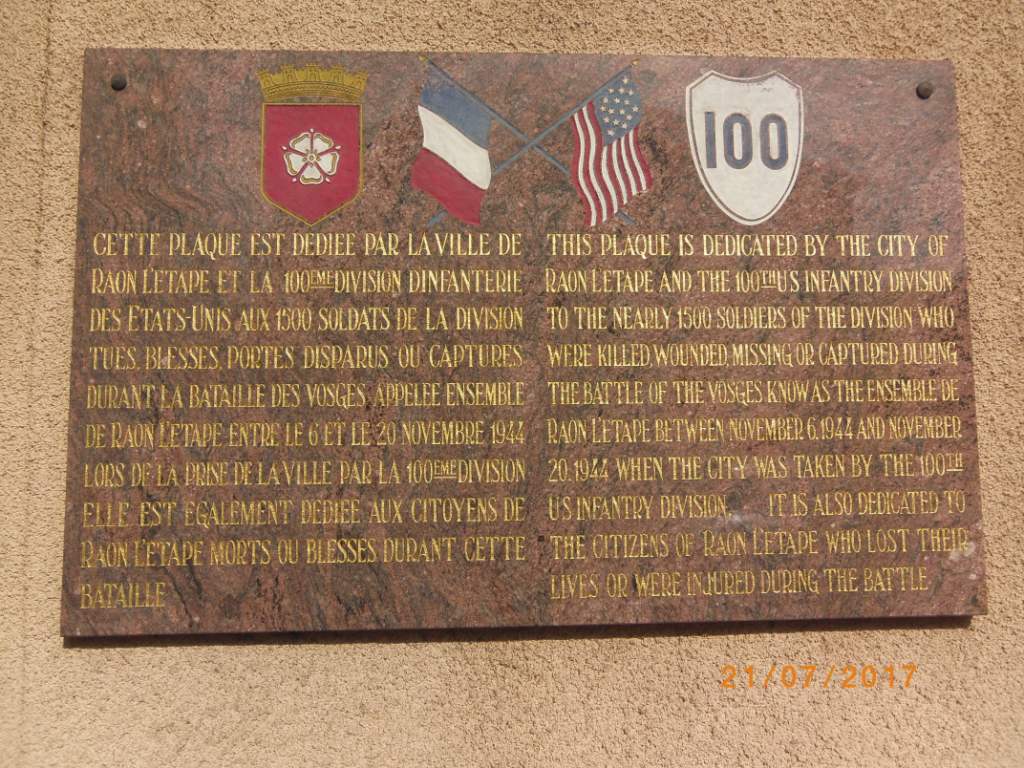 100
CETTE PLAQUE EST DEDIEE PAR LA VILLE DE
RAON L'ETAPE ET LA 100EME DIVISION D'INFANTERIE
DES ETATS-UNIS AUX 1500 SOLDATS DE LA DIVISION
TUES, BLESSES, PORTES DISPARUS OU CAPTURES
DURANT LA BATAILLE DES VOSGES, APPELEE ENSEMBLE
DE RAON L'ETAPE ENTRE LE 6 ET LE 20 NOVEMBRE 1944
LORS DE LA PRISE DE LA VILLE PAR LA 100EME DIVISION
ELLE EST EGALEMENT DEDIEE AUX CITOYENS DE
RAON L'ETAPE MORTS OU BLESSES DURANT CETTE
BATAILLE
THIS PLAQUE IS DEDICATED BY THE CITY OF
RAON L'ETAPE AND THE 100TH US INFANTRY DIVISION
TO THE NEARLY 1500 SOLDIERS OF THE DIVISION WHO
WERE KILLED, WOUNDED, MISSING OR CAPTURED DURING
THE BATTLE OF THE VOSGES KNOW AS THE ENSEMBLE DE
RAON L'ETAPE BETWEEN NOVEMBER 6.1944 AND NOVEMBER
20.1944 WHEN THE CITY WAS TAKEN BY THE 100TH
US INFANTRY DIVISION. IT IS ALSO DEDICATED TO
THE CITIZENS OF RAON L'ETAPE WHO LOST THEIR
LIVES OR WERE INJURED DURING THE BATTLE
21/07/2017